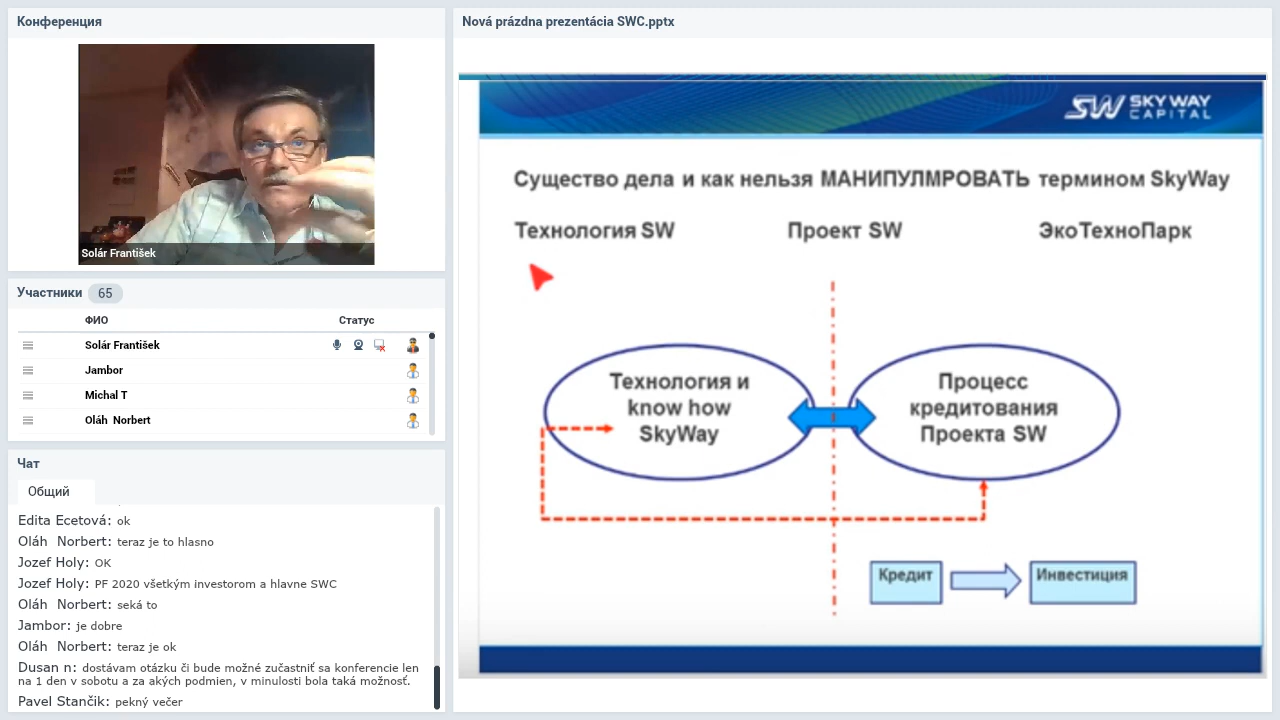 Конференция
Solár František
Участники 65
ФИО Статус
Solár František
Jambor
Michal T
Oláh Norbert
Чат
Общий
Edita Ecetová: ok
Oláh Norbert: teraz je to hlasno
Jozef Holy: OK
Jozef Holy: PF 2020 všetkým investorom a hlavne SWC
Oláh Norbert: seká to
Jambor: je dobre
Oláh Norbert: teraz je ok
Dusan n: dostávam otázku či bude možné zučastniť sa konferencie len
na 1 den v sobotu a za akých podmien, v minulosti bola taká možnosť.
Pavel Stančik: pekný večer
Nová prázdna prezentácia SWC.pptx
SW SKY WAY
CAPITAL
Существо дела и как нельзя МАНИПУЛМРОВАТЬ термином SkyWay
Технология SW Проект SW ЭкоТехноПарк
Технология и
know how
SkyWay
Процесс
кредитования
Проекта SW
Кредит Инвестиция